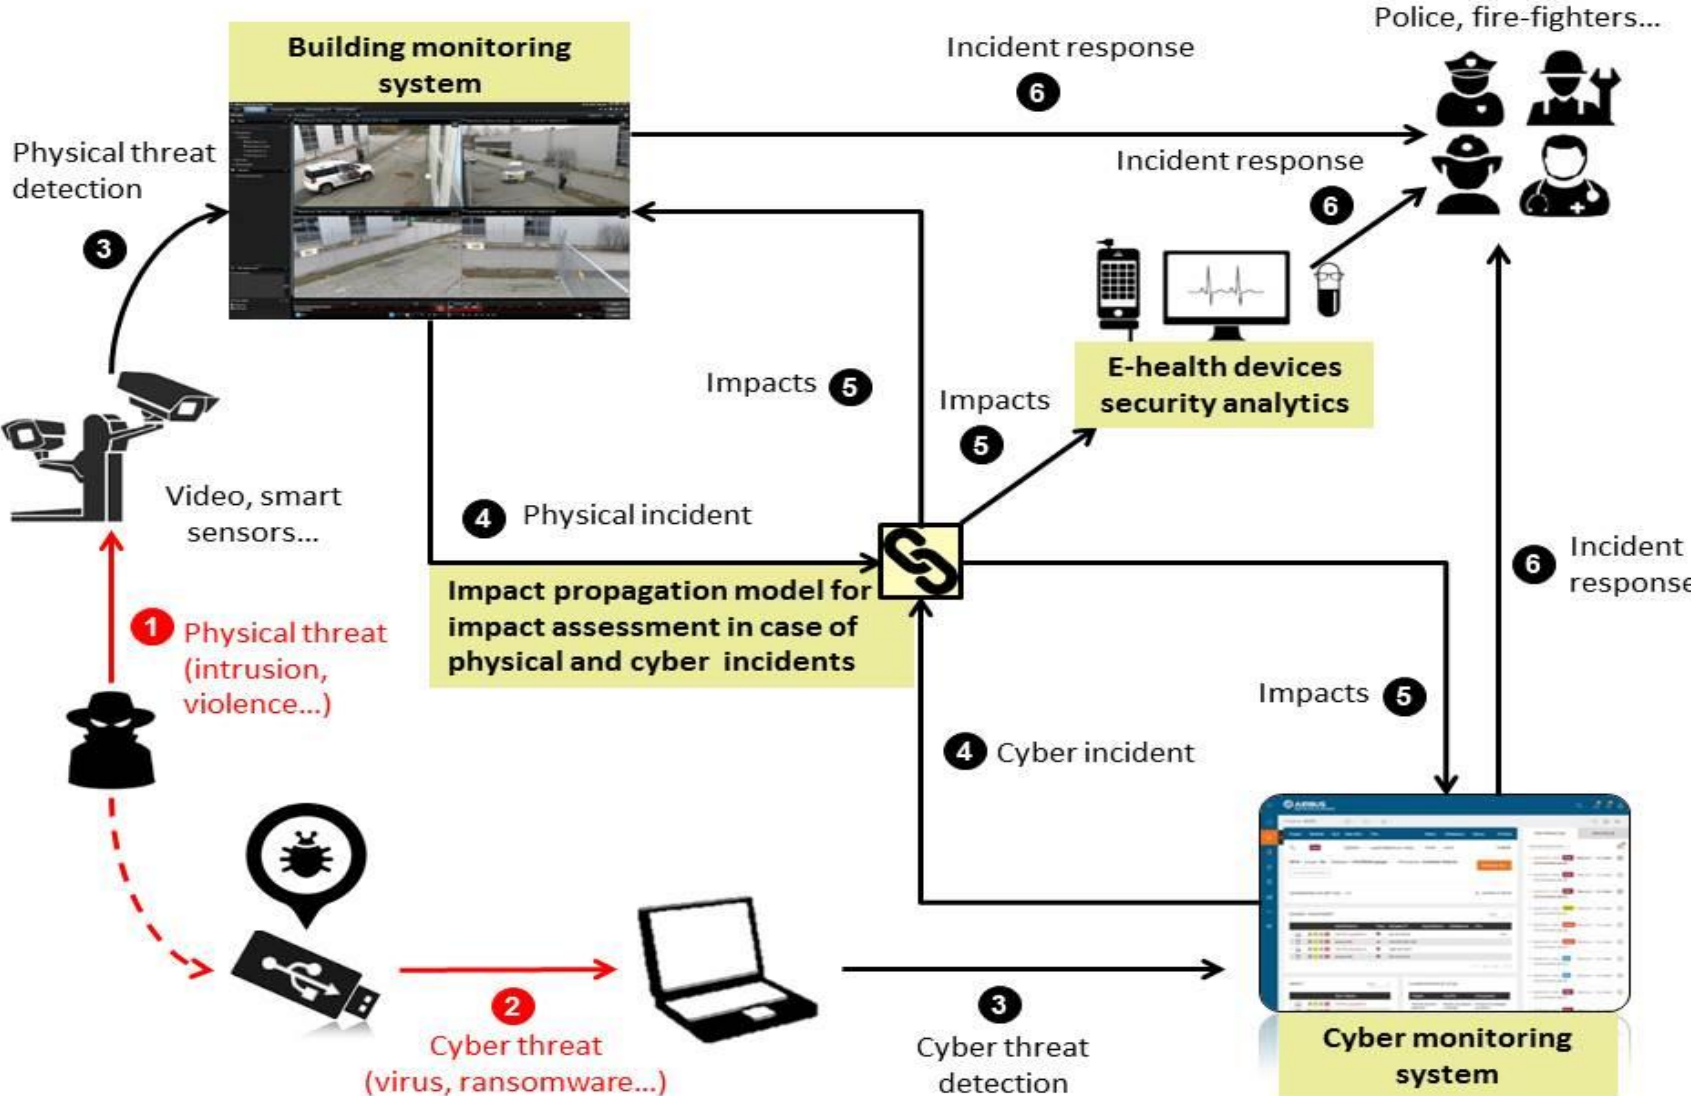 Police, fire-fighters...
Building monitoring
system
Incident response
6
Physical threat
detection
3
Incident response
6
E-health devices
security analytics
Impacts 5
Impacts
5
Video, smart
sensors...
4 Physical incident
Impact propagation model for
impact assessment in case of
physical and cyber incidents
6 Incident
response
1 Physical threat
(intrusion,
violence...)
Impacts 5
4 Cyber incident
AIRBUS
2
Cyber threat
(virus, ransomware...)
3
Cyber threat
detection
Cyber monitoring
system